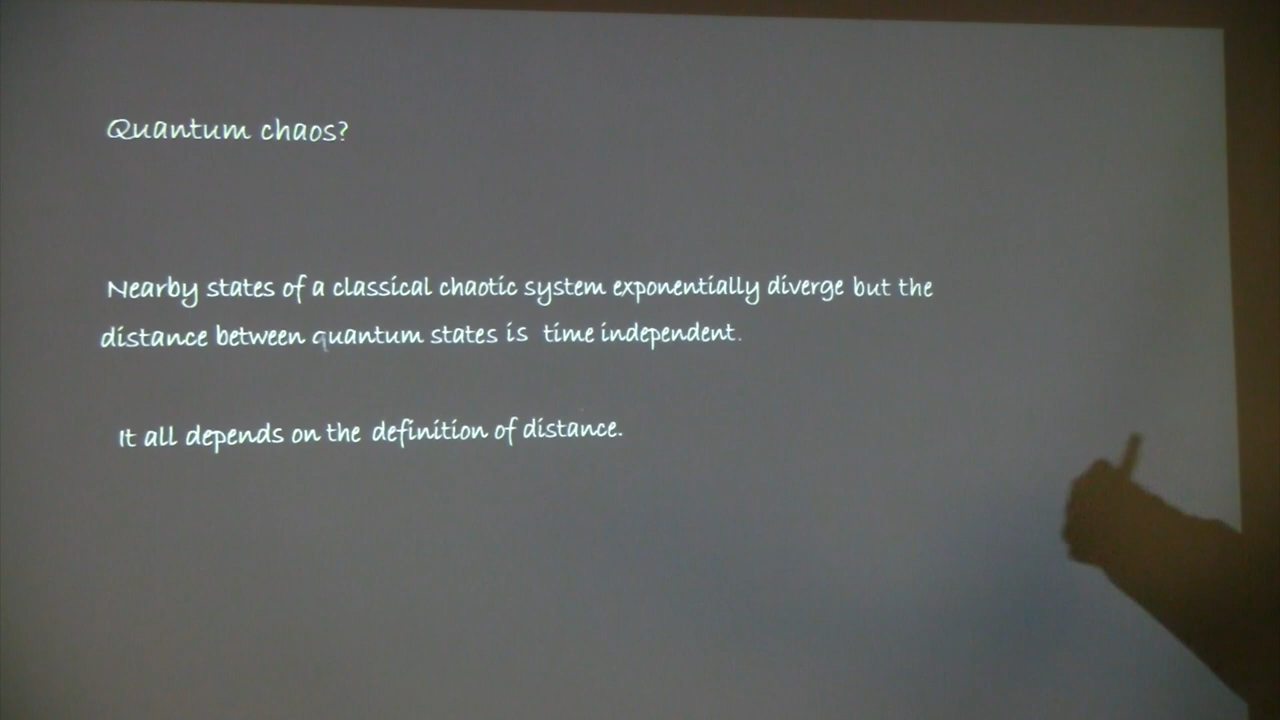 Quantum chaos?
Nearby states of a classical chaotic system exponentially diverge but the
distance between quantum states is time independent.
It all depends on the definition of distance.